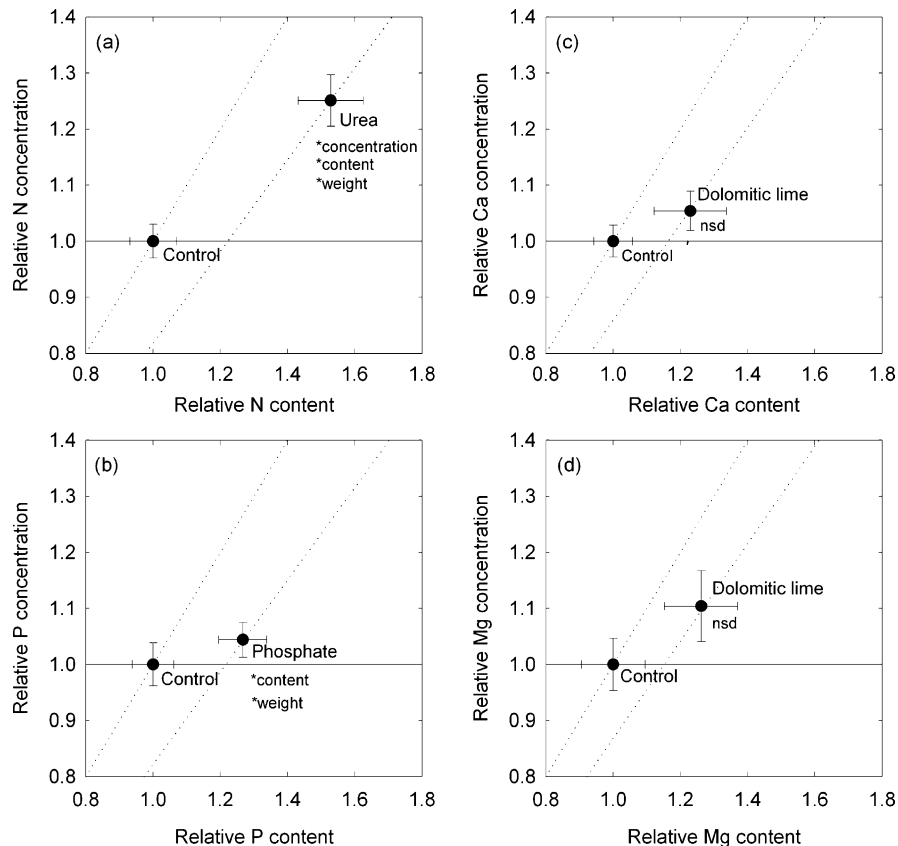 (a)
Relative N concentration
1.4
1.3
1.2
1.1
1.0
0.9
0.8
Urea
*concentration
*content
*weight
Control
0.8 1.0 1.2 1.4 1.6 1.8
Relative N content
(c)
Relative Ca concentration
1.4
1.3
1.2
1.1
1.0
0.9
0.8
Dolomitic lime
nsd
Control
0.8 1.0 1.2 1.4 1.6 1.8
Relative Ca content
(b)
Relative P concentration
1.4
1.3
1.2
1.1
1.0
0.9
0.8
Phosphate
Control
*content
*weight
0.8 1.0 1.2 1.4 1.6 1.8
Relative P content
(d)
Relative Mg concentration
1.4
1.3
1.2
1.1
1.0
0.9
0.8
Dolomitic lime
nsd
Control
0.8 1.0 1.2 1.4 1.6 1.8
Relative Mg content